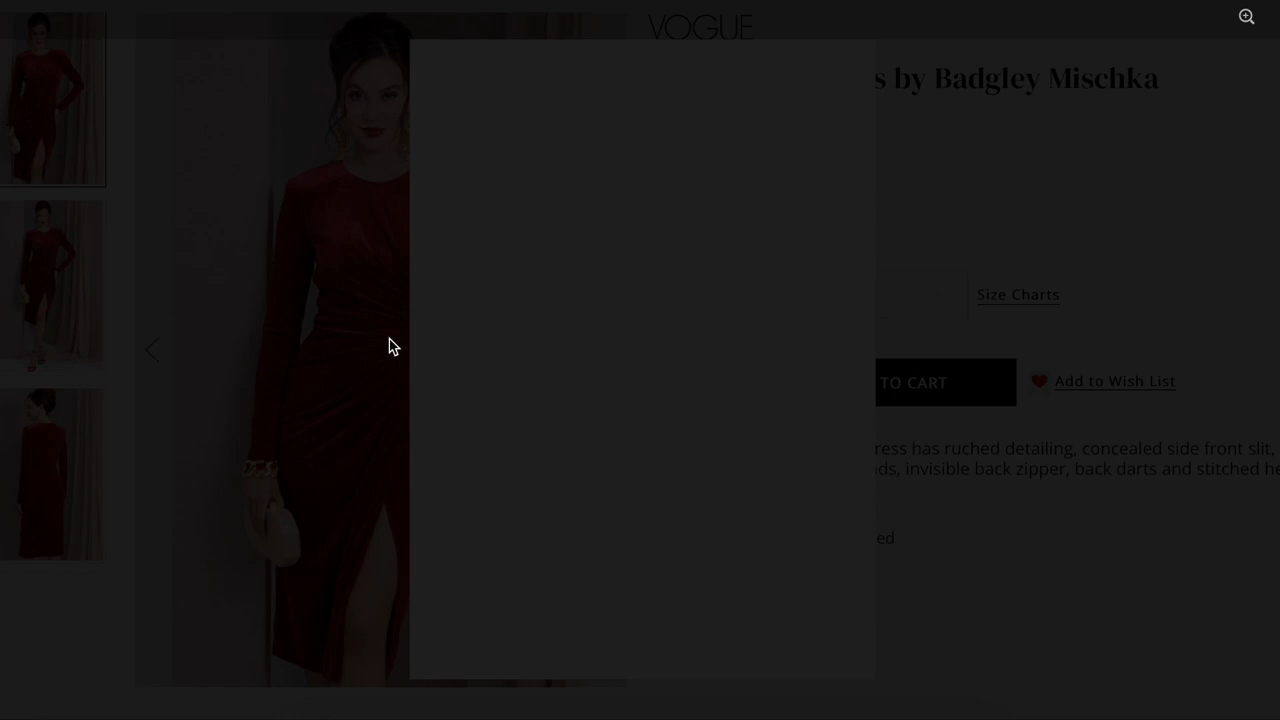 VOGUE
s by Badgley Mischka
Size Charts
TO CART
Add to Wish List
ress has ruched detailing, concealed side front slit,
ds, invisible back zipper, back darts and stitched he
ed